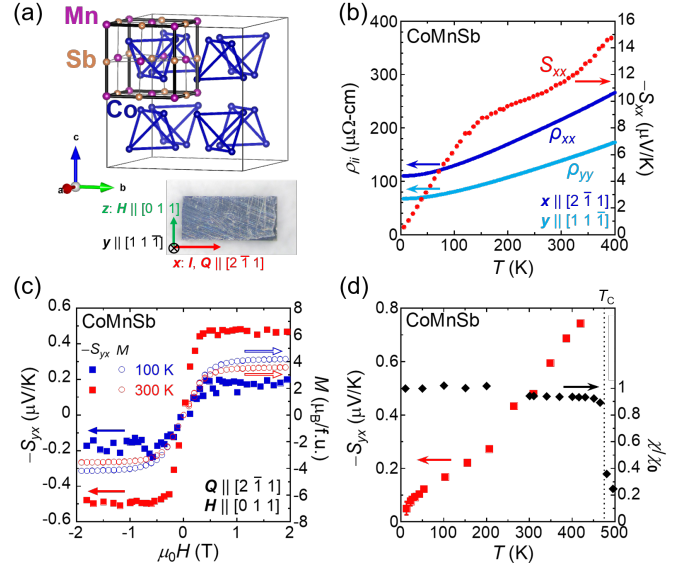 (a)
Mn
Sb
Co
c
a
b
z: H || [0 1 1]
y || [1 1 1̅]
x: I, Q || [2 1̅ 1]
(b)
CoMnSb
S_xx
ρ_xx
ρ_yy
x || [2 1̅ 1]
y || [1 1 1̅]
400
350
300
250
200
150
100
50
0
ρ_ii (μΩ-cm)
16
14
12
10
8
6
4
2
0
−S_xx (μV/K)
0 100 200 300 400
T (K)
(c)
CoMnSb
−S_yx M
100 K
300 K
Q || [2 1̅ 1]
H || [0 1 1]
0.6
0.4
0.2
0
-0.2
-0.4
-0.6
−S_yx (μV/K)
8
6
4
2
0
-2
-4
-6
-8
M (μ_B/f.u.)
-2 -1 0 1 2
μ₀H (T)
(d)
CoMnSb
T_C
0.8
0.6
0.4
0.2
0
−S_yx (μV/K)
1
0.8
0.6
0.4
0.2
0
χ/χ₀
0 100 200 300 400 500
T (K)